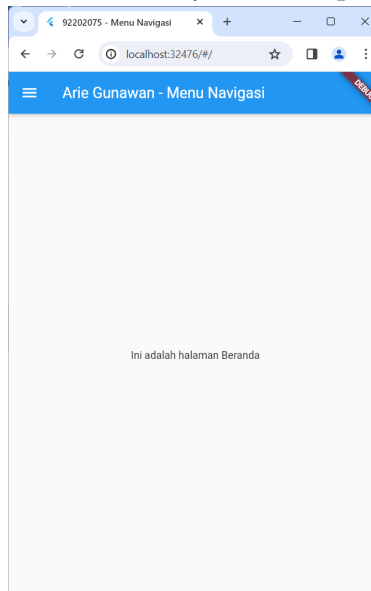 92202075 - Menu Navigasi
localhost:32476/#/
Arie Gunawan - Menu Navigasi
DEBUG
Ini adalah halaman Beranda